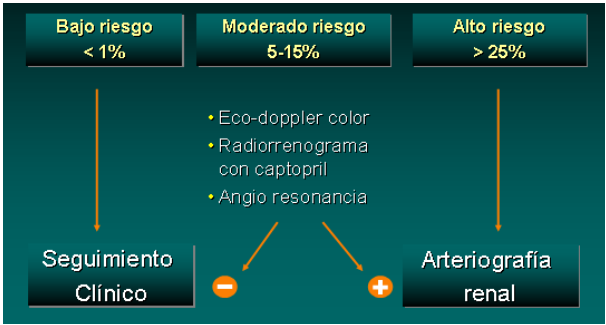 Bajo riesgo
< 1%
Moderado riesgo
5-15%
Alto riesgo
> 25%
• Eco-doppler color
• Radiorrenograma
con captopril
• Angio resonancia
Seguimiento
Clínico
−
+
Arteriografía
renal